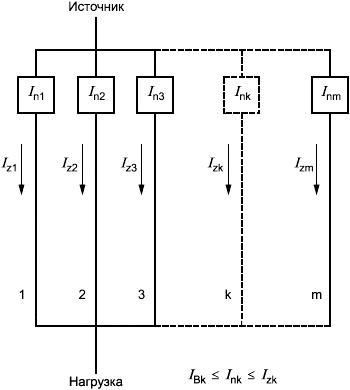 Источник
In1 In2 In3 Ink Inm
Iz1 Iz2 Iz3 Izk Izm
1 2 3 k m
Нагрузка
IBk ≤ Ink ≤ Izk